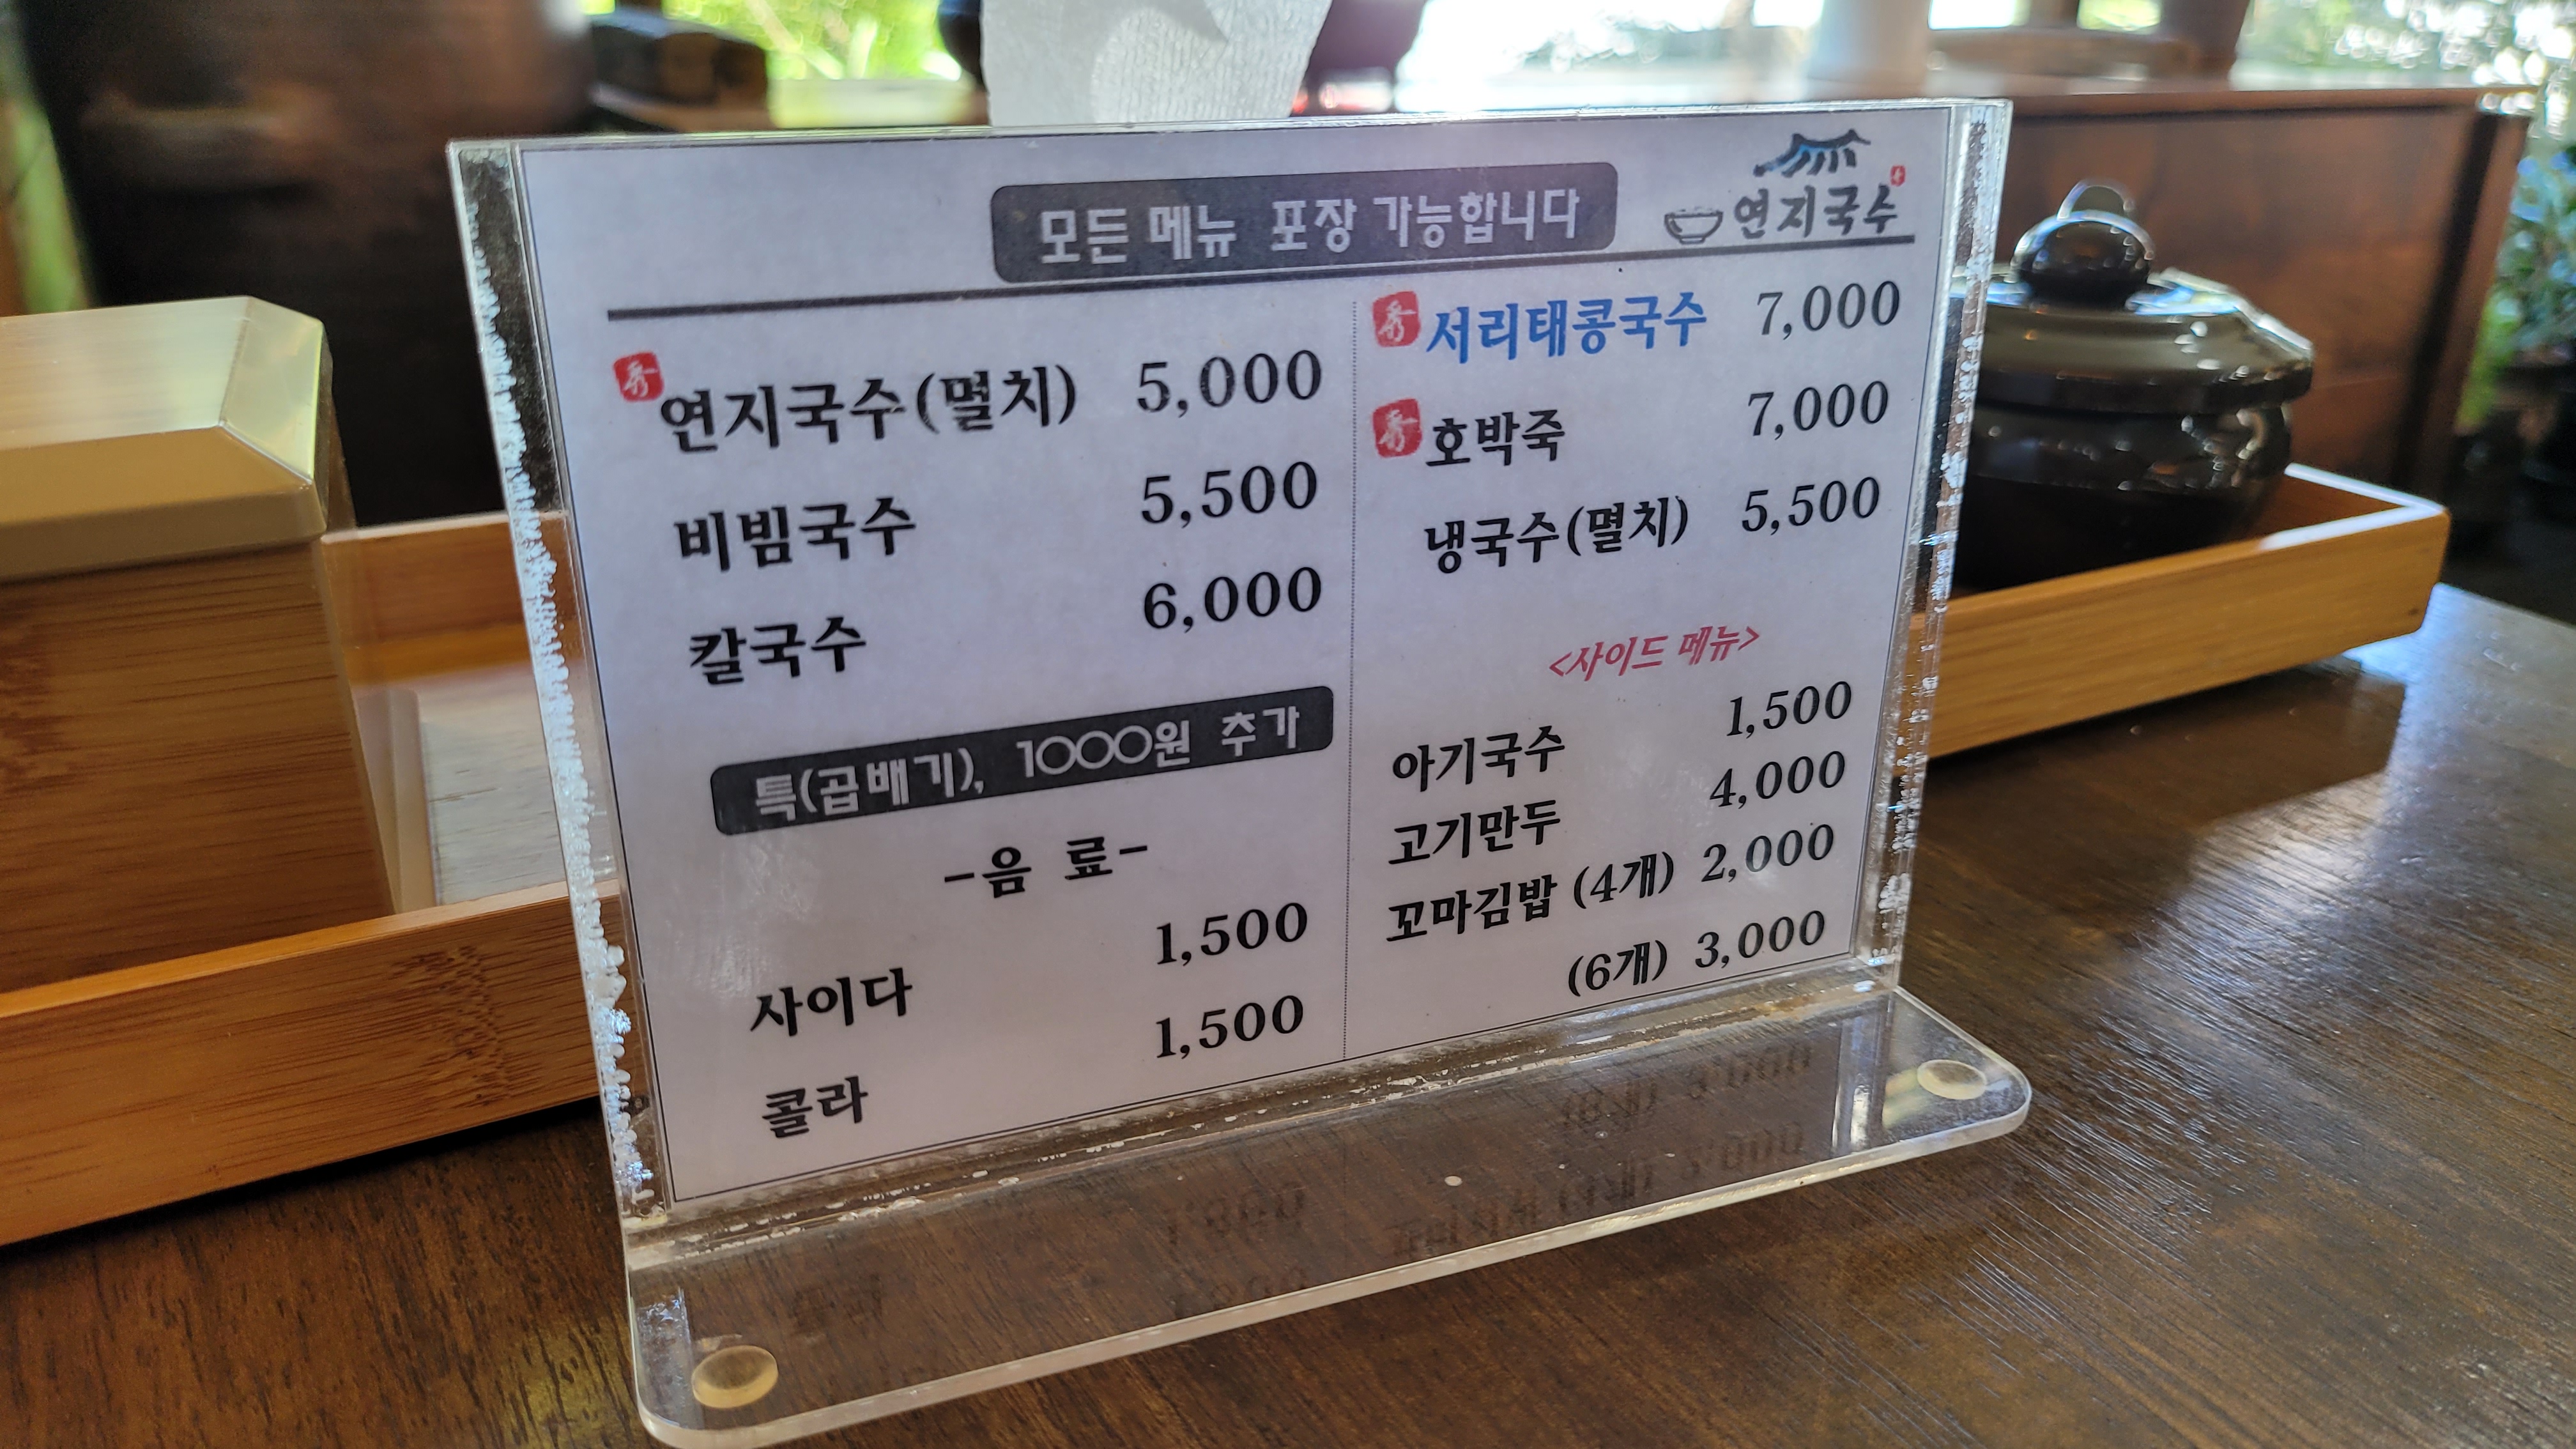 모든 메뉴 포장 가능합니다
연지국수
秀 연지국수(멸치) 5,000
비빔국수 5,500
칼국수 6,000
특(곱배기), 1000원 추가
-음 료-
사이다 1,500
콜라 1,500
秀 서리태콩국수 7,000
秀 호박죽 7,000
냉국수(멸치) 5,500
<사이드 메뉴>
아기국수 1,500
고기만두 4,000
꼬마김밥 (4개) 2,000
(6개) 3,000